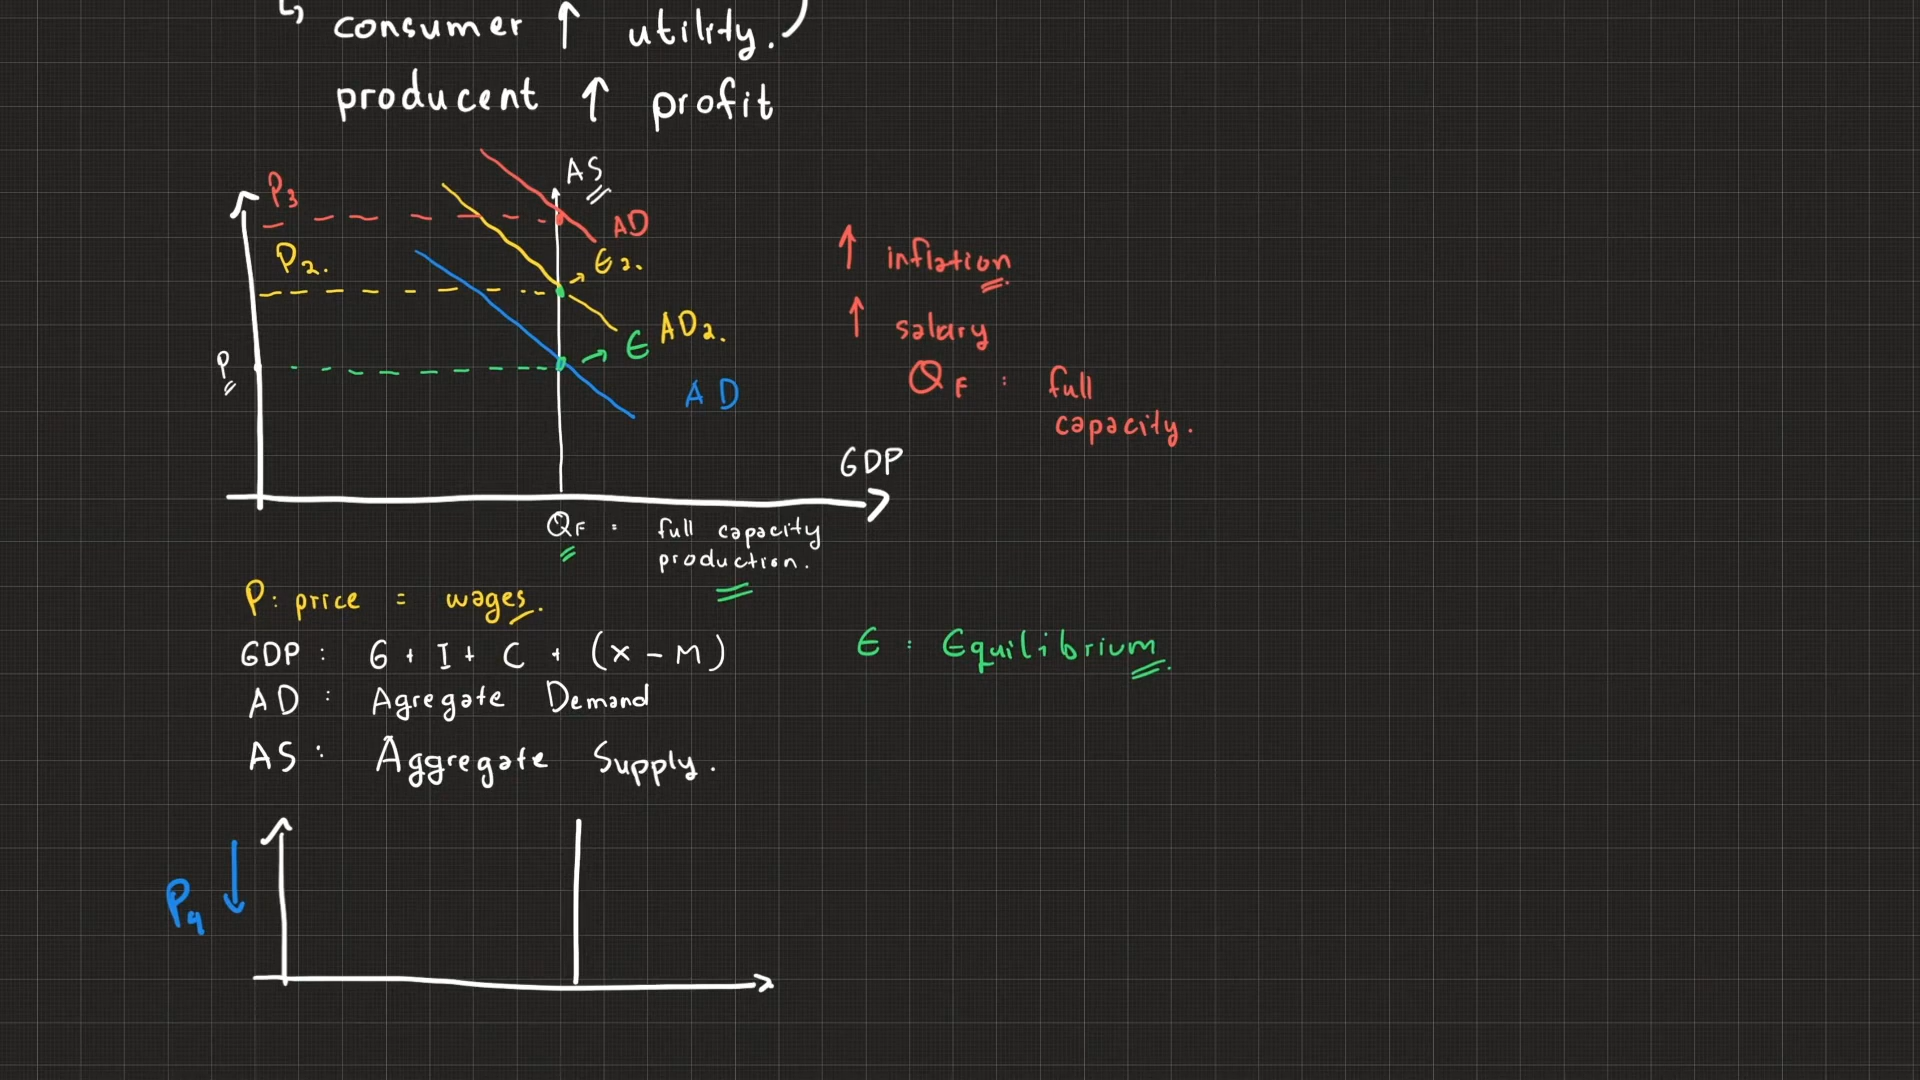 consumer ↑ utility.)
producent ↑ profit
AS
P3
AD
P2.
E2.
AD2.
E
P
AD
↑ inflation
↑ salary
QF : full
capacity.
GDP
QF : full capacity
production.
P: price = wages.
GDP : G + I + C + (X - M)
E : Equilibrium.
AD : Agregate Demand
AS : Aggregate Supply.
P4 ↓